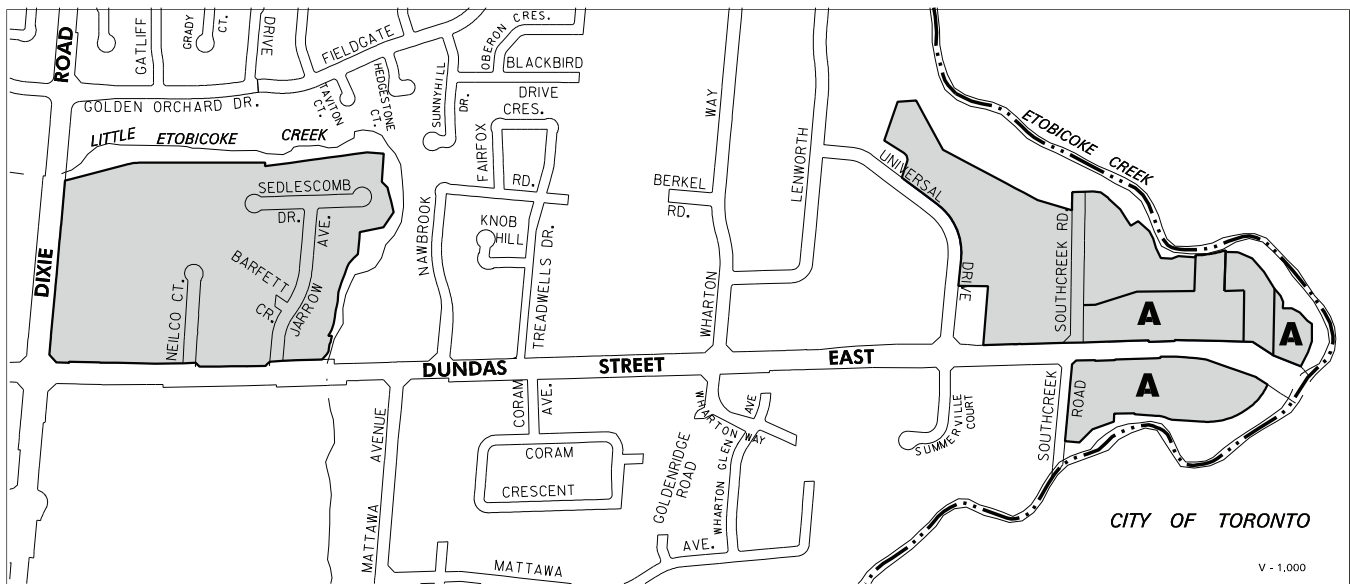 ROAD
GATLIFF
GRADY
CT.
DRIVE
FIELDGATE
OBERON CRES.
BLACKBIRD
DRIVE
GOLDEN ORCHARD DR.
TAVITON
CT.
HEDGESTONE
CT.
SUNNYHILL
DR.
CRES.
FAIRFOX
RD.
LITTLE ETOBICOKE CREEK
WAY
LENWORTH
UNIVERSAL
ETOBICOKE CREEK
SEDLESCOMB
DR.
AVE.
BERKEL
RD.
KNOB
HILL
NAWBROOK
TREADWELLS DR.
WHARTON
DRIVE
SOUTHCREEK RD.
DIXIE
BARFETT
CR.
JARROW
NEILCO CT.
A
A
DUNDAS STREET EAST
A
CORAM
AVE.
WHARTON WAY
AVE
SUMMERVILLE
COURT
SOUTHCREEK
ROAD
MATTAWA
AVENUE
CORAM
CRESCENT
GOLDENRIDGE
ROAD
WHARTON GLEN
AVE.
MATTAWA
CITY OF TORONTO
V - 1,000